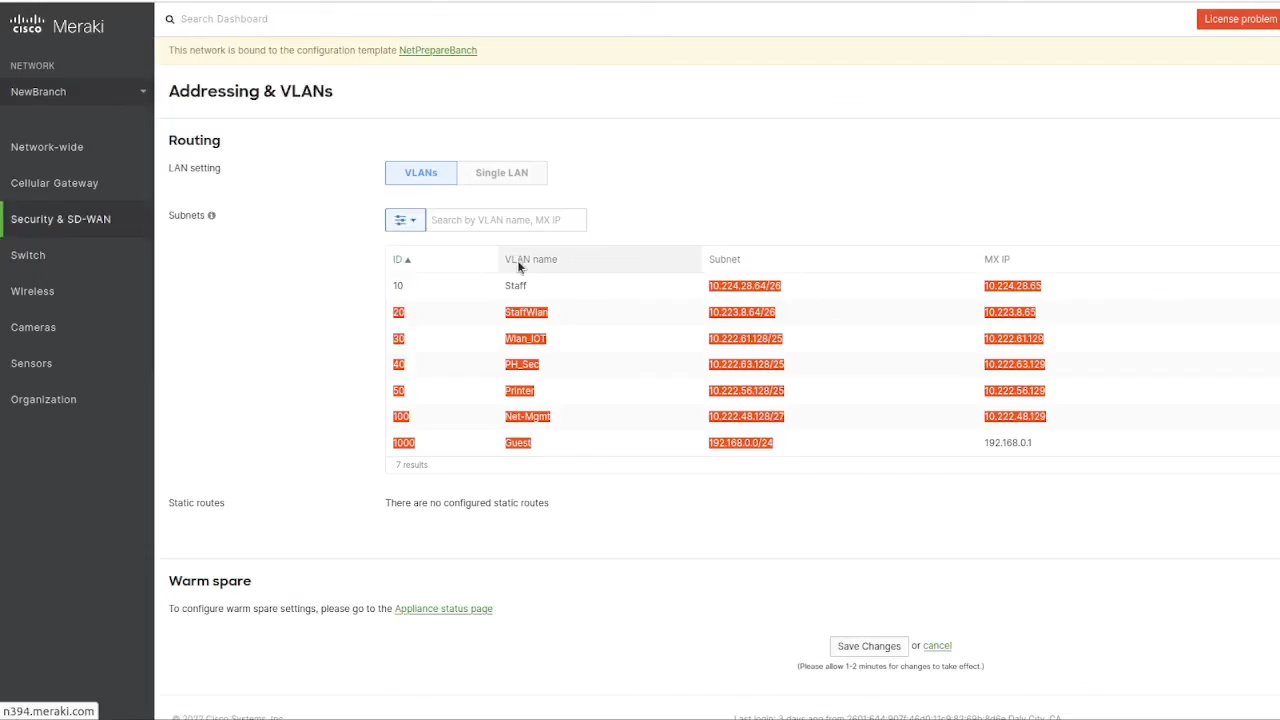 cisco Meraki
Search Dashboard
License problem
This network is bound to the configuration template NetPrepareBanch
NETWORK
NewBranch
Network-wide
Cellular Gateway
Security & SD-WAN
Switch
Wireless
Cameras
Sensors
Organization
Addressing & VLANs
Routing
LAN setting
VLANs Single LAN
Subnets
Search by VLAN name, MX IP
ID VLAN name Subnet MX IP
10 Staff 10.224.28.64/26 10.224.28.65
20 StaffWlan 10.223.8.64/26 10.223.8.65
30 Wlan_IOT 10.222.61.128/25 10.222.61.129
40 PH_Sec 10.222.63.128/25 10.222.63.129
50 Printer 10.222.56.128/25 10.222.56.129
100 Net-Mgmt 10.222.48.128/27 10.222.48.129
1000 Guest 192.168.0.0/24 192.168.0.1
7 results
Static routes There are no configured static routes
Warm spare
To configure warm spare settings, please go to the Appliance status page
Save Changes or cancel
(Please allow 1-2 minutes for changes to take effect.)
n394.meraki.com
© 2022 Cisco Systems, Inc.